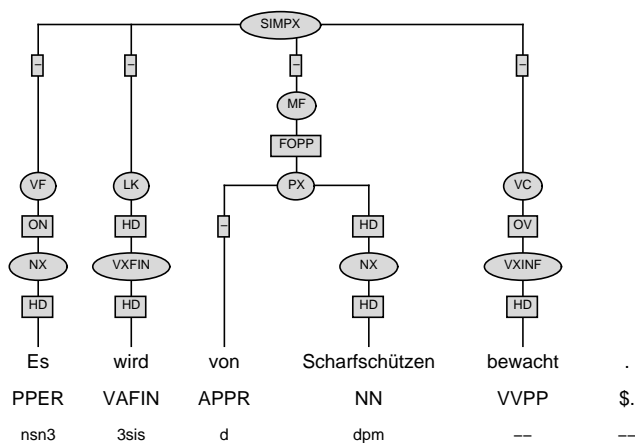 SIMPX
– – – –
MF
FOPP
VF LK PX VC
ON HD – HD OV
NX VXFIN NX VXINF
HD HD HD HD
Es wird von Scharfschützen bewacht .
PPER VAFIN APPR NN VVPP $.
nsn3 3sis d dpm –– ––